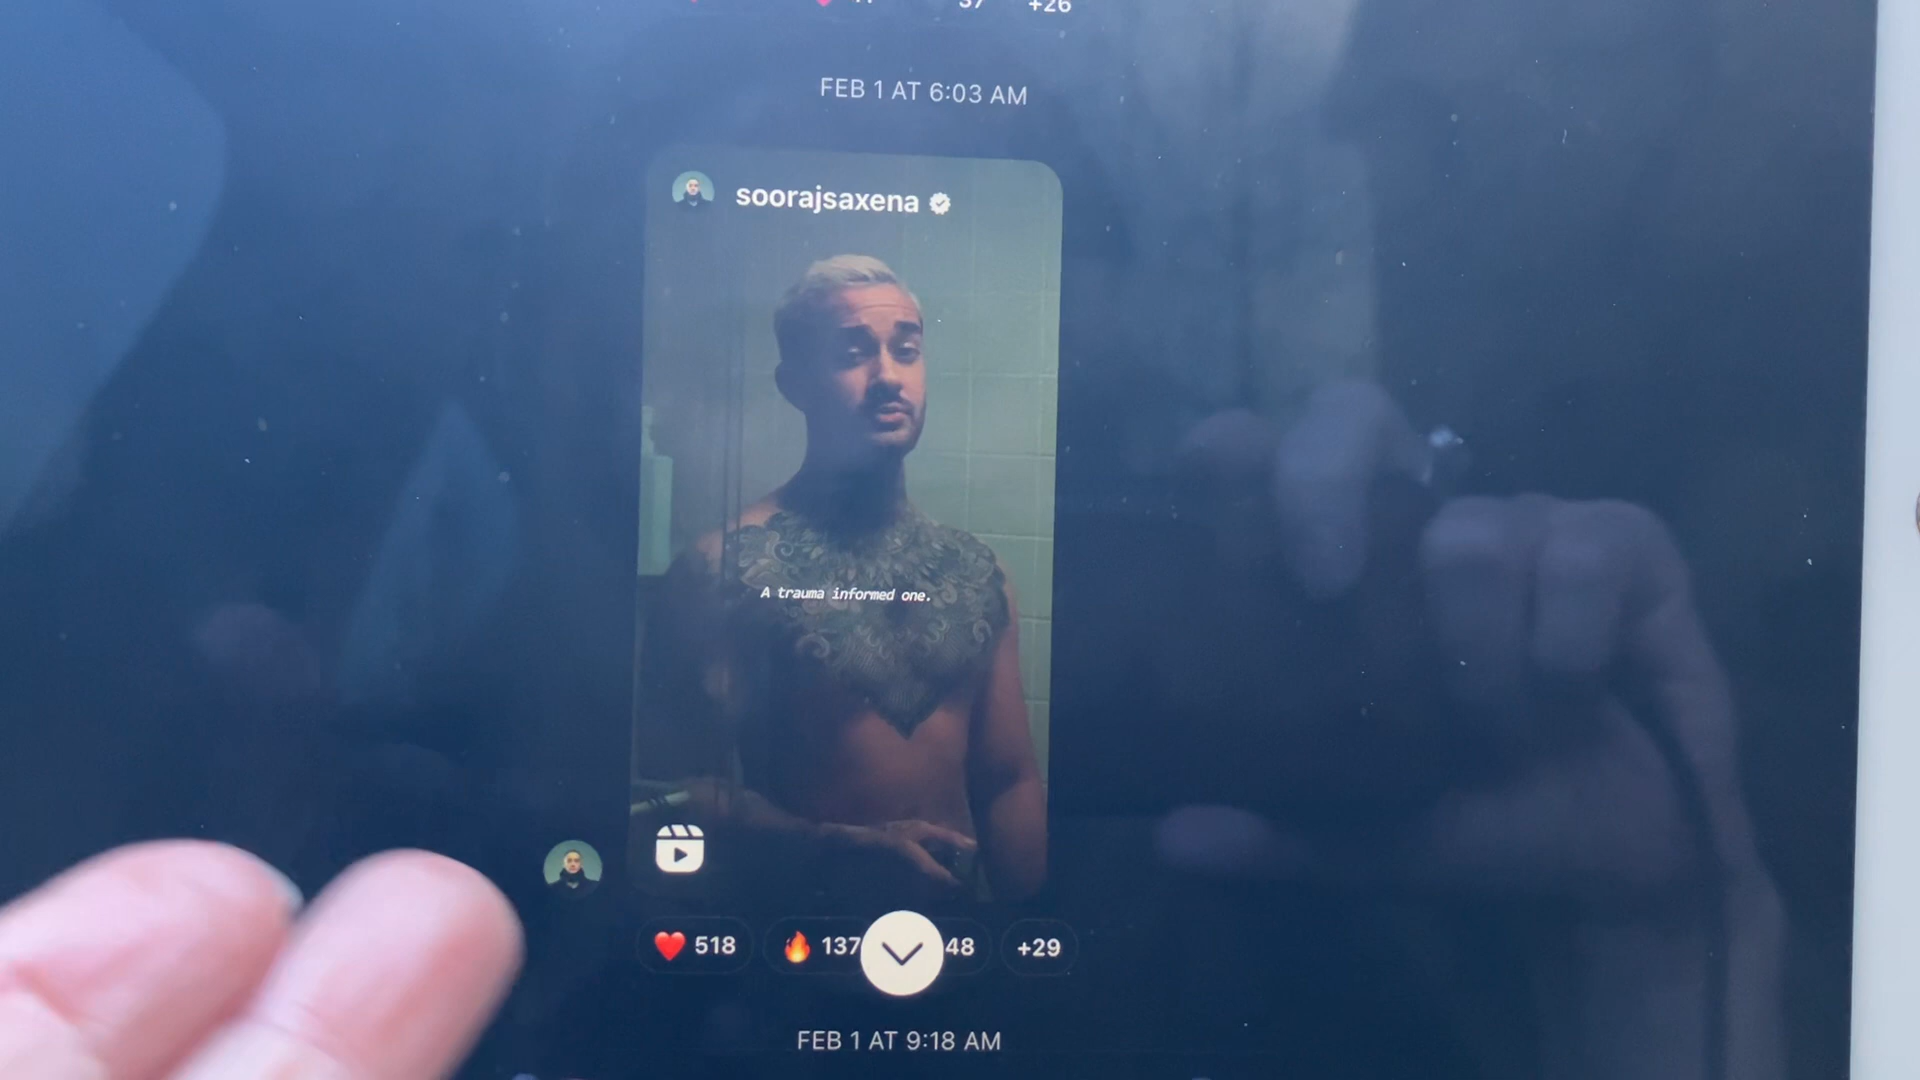 +26
FEB 1 AT 6:03 AM
soorajsaxena
A trauma informed one.
518 137 48 +29
FEB 1 AT 9:18 AM